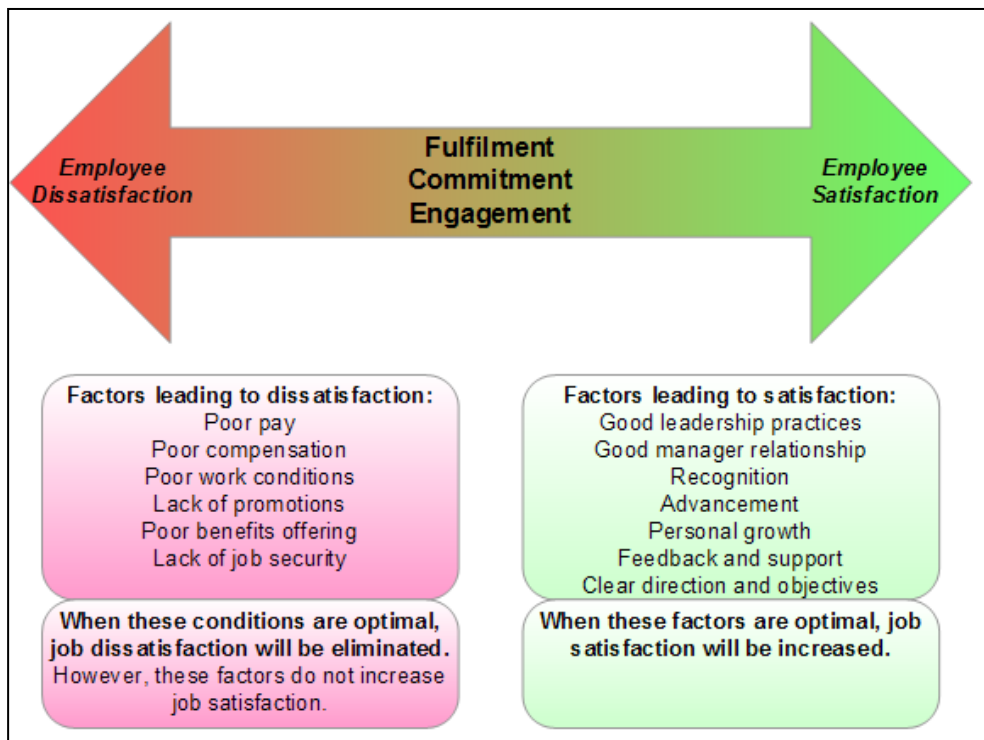 Employee
Dissatisfaction
Fulfilment
Commitment
Engagement
Employee
Satisfaction
Factors leading to dissatisfaction:
Poor pay
Poor compensation
Poor work conditions
Lack of promotions
Poor benefits offering
Lack of job security
When these conditions are optimal,
job dissatisfaction will be eliminated.
However, these factors do not increase
job satisfaction.
Factors leading to satisfaction:
Good leadership practices
Good manager relationship
Recognition
Advancement
Personal growth
Feedback and support
Clear direction and objectives
When these factors are optimal, job
satisfaction will be increased.